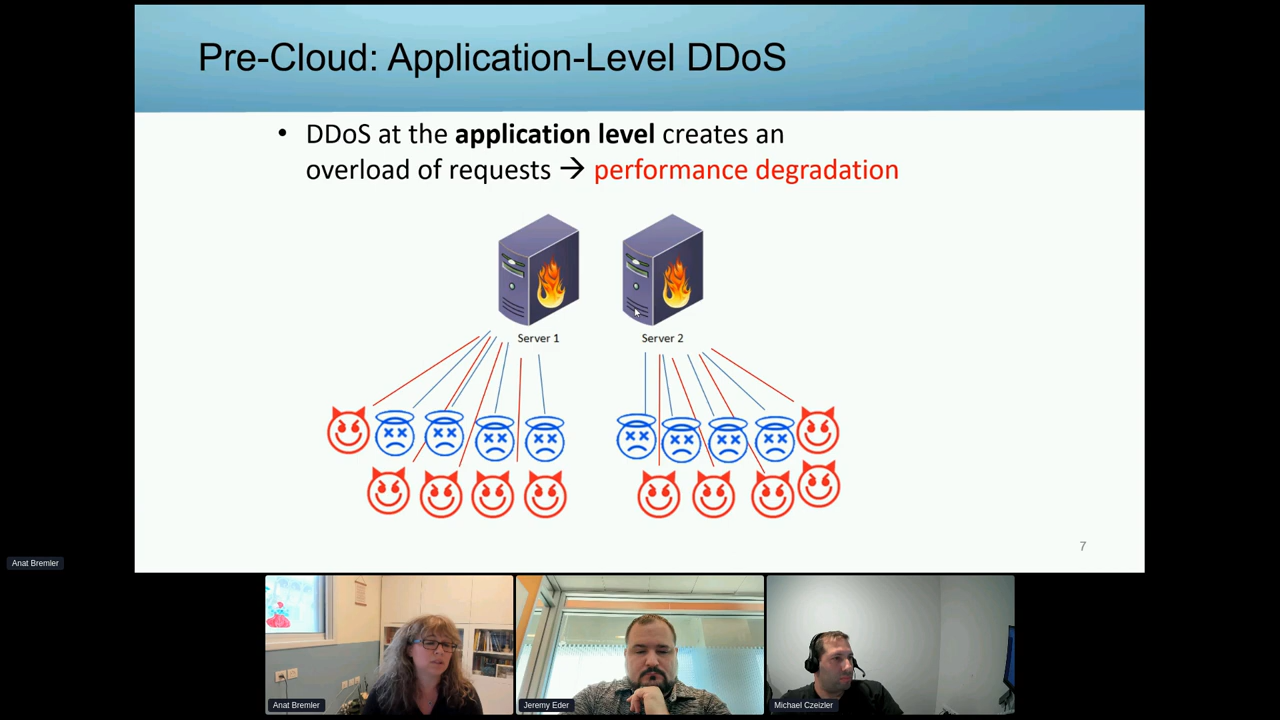 Pre-Cloud: Application-Level DDoS
• DDoS at the application level creates an
overload of requests → performance degradation
Server 1
Server 2
7
Anat Bremler
Anat Bremler
Jeremy Eder
Michael Czeizler